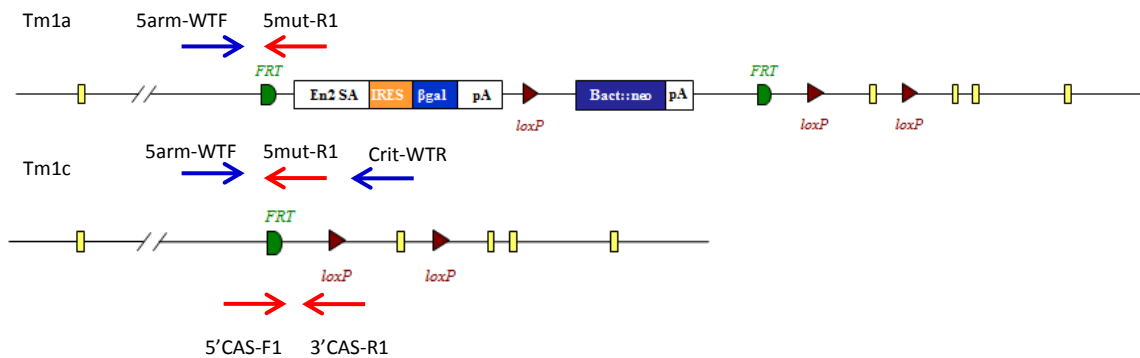 Tm1a 5arm-WTF 5mut-R1
FRT FRT
En2 SA IRES βgal pA Bact::neo pA
loxP loxP loxP
5arm-WTF 5mut-R1 Crit-WTR
Tm1c
FRT
loxP loxP
5'CAS-F1 3'CAS-R1